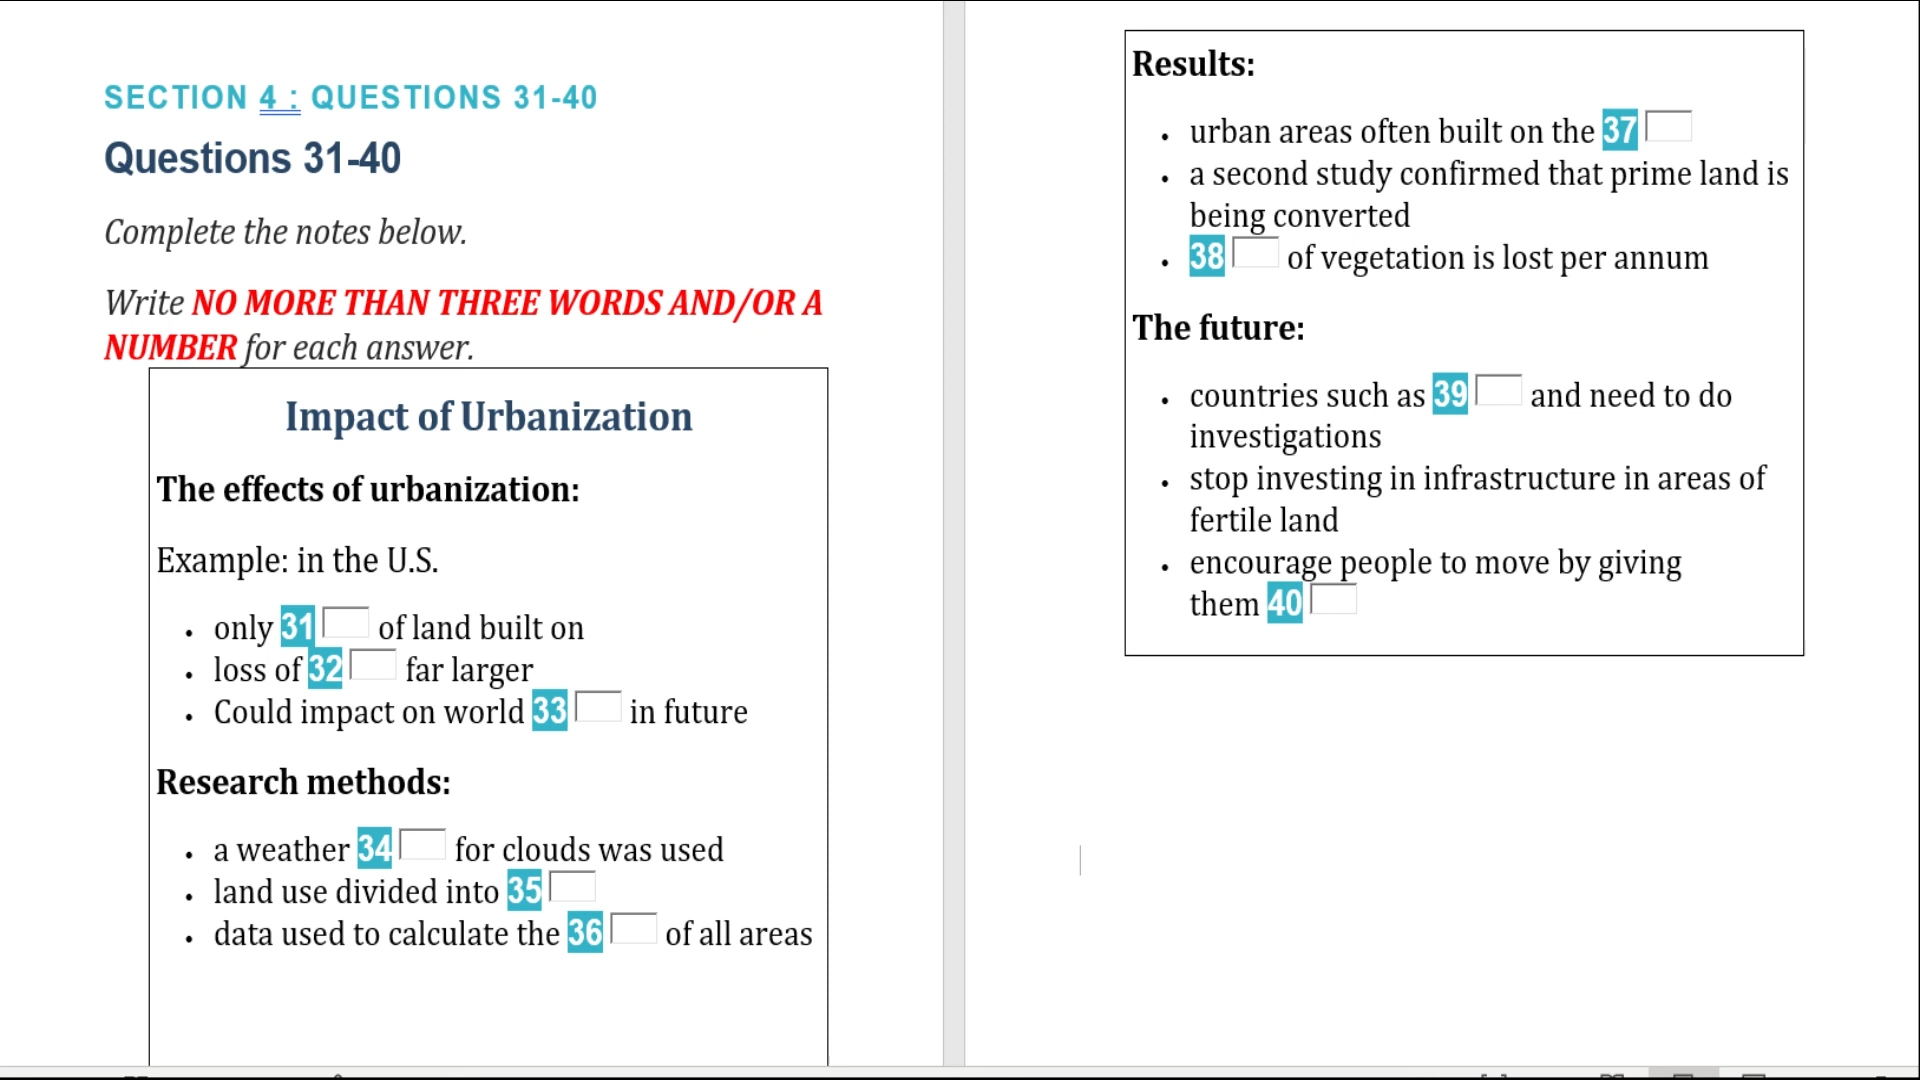 SECTION 4 : QUESTIONS 31-40
Questions 31-40
Complete the notes below.
Write NO MORE THAN THREE WORDS AND/OR A
NUMBER for each answer.
Impact of Urbanization
The effects of urbanization:
Example: in the U.S.
• only 31 of land built on
• loss of 32 far larger
• Could impact on world 33 in future
Research methods:
• a weather 34 for clouds was used
• land use divided into 35
• data used to calculate the 36 of all areas
Results:
• urban areas often built on the 37
• a second study confirmed that prime land is
being converted
• 38 of vegetation is lost per annum
The future:
• countries such as 39 and need to do
investigations
• stop investing in infrastructure in areas of
fertile land
• encourage people to move by giving
them 40